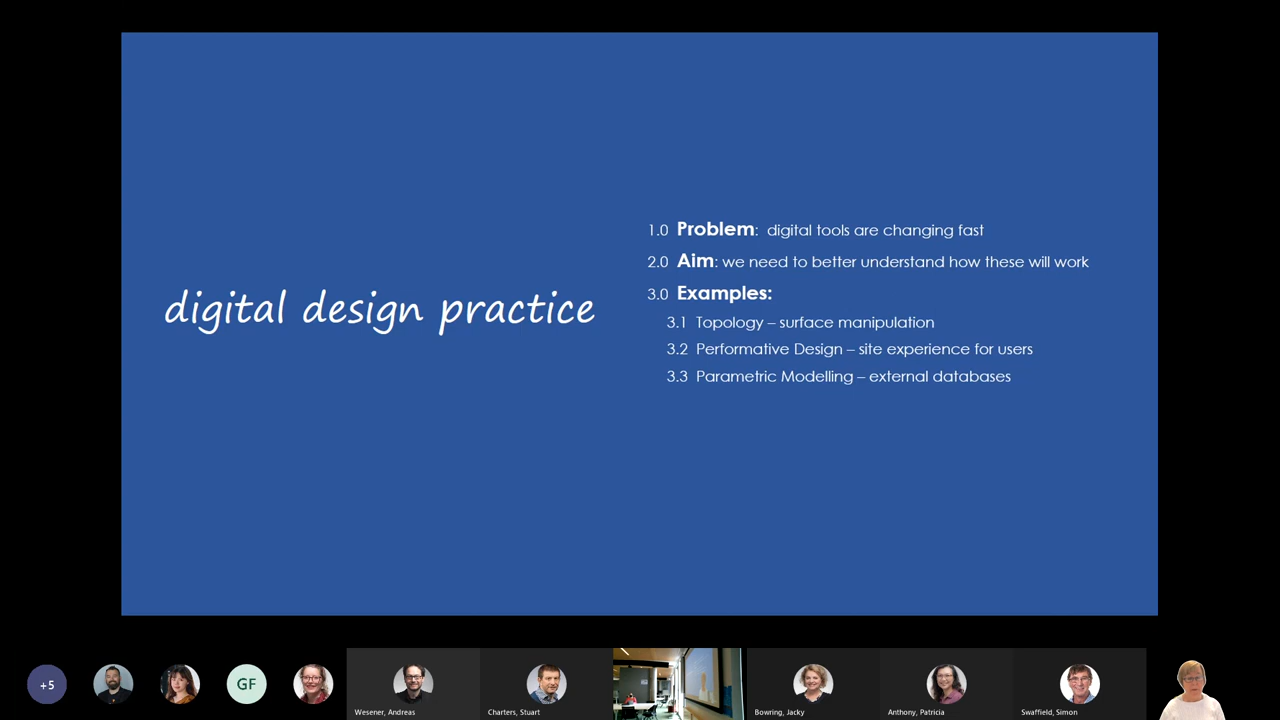 digital design practice
1.0 Problem: digital tools are changing fast
2.0 Aim: we need to better understand how these will work
3.0 Examples:
3.1 Topology – surface manipulation
3.2 Performative Design – site experience for users
3.3 Parametric Modelling – external databases
+5
GF
Wesener, Andreas
Charters, Stuart
Bowring, Jacky
Anthony, Patricia
Swaffield, Simon